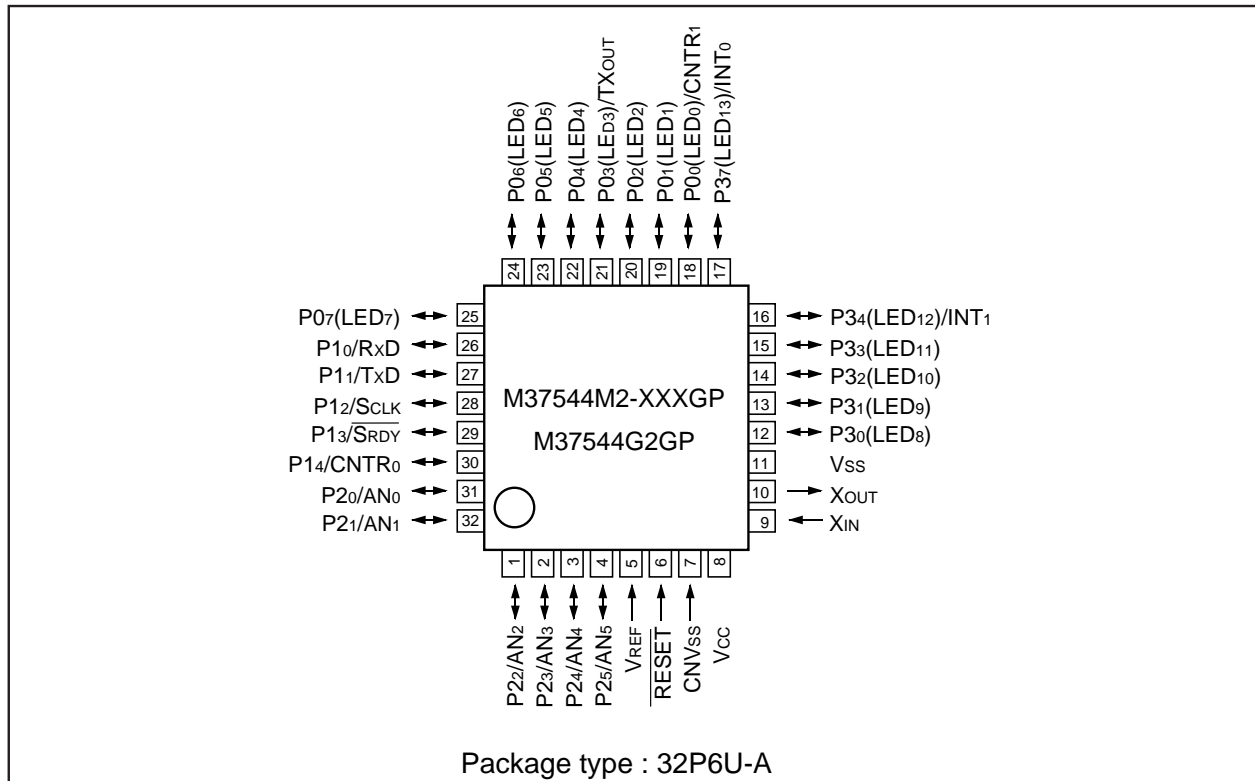 P06(LED6)
P05(LED5)
P04(LED4)
P03(LED3)/TXOUT
P02(LED2)
P01(LED1)
P00(LED0)/CNTR1
P37(LED13)/INT0
24 23 22 21 20 19 18 17
P07(LED7) 25
P10/RXD 26
P11/TXD 27
P12/SCLK 28
P13/SRDY 29
P14/CNTR0 30
P20/AN0 31
P21/AN1 32
M37544M2-XXXGP
M37544G2GP
16 P34(LED12)/INT1
15 P33(LED11)
14 P32(LED10)
13 P31(LED9)
12 P30(LED8)
11 VSS
10 XOUT
9 XIN
1 2 3 4 5 6 7 8
P22/AN2
P23/AN3
P24/AN4
P25/AN5
VREF
RESET
CNVSS
VCC
Package type : 32P6U-A